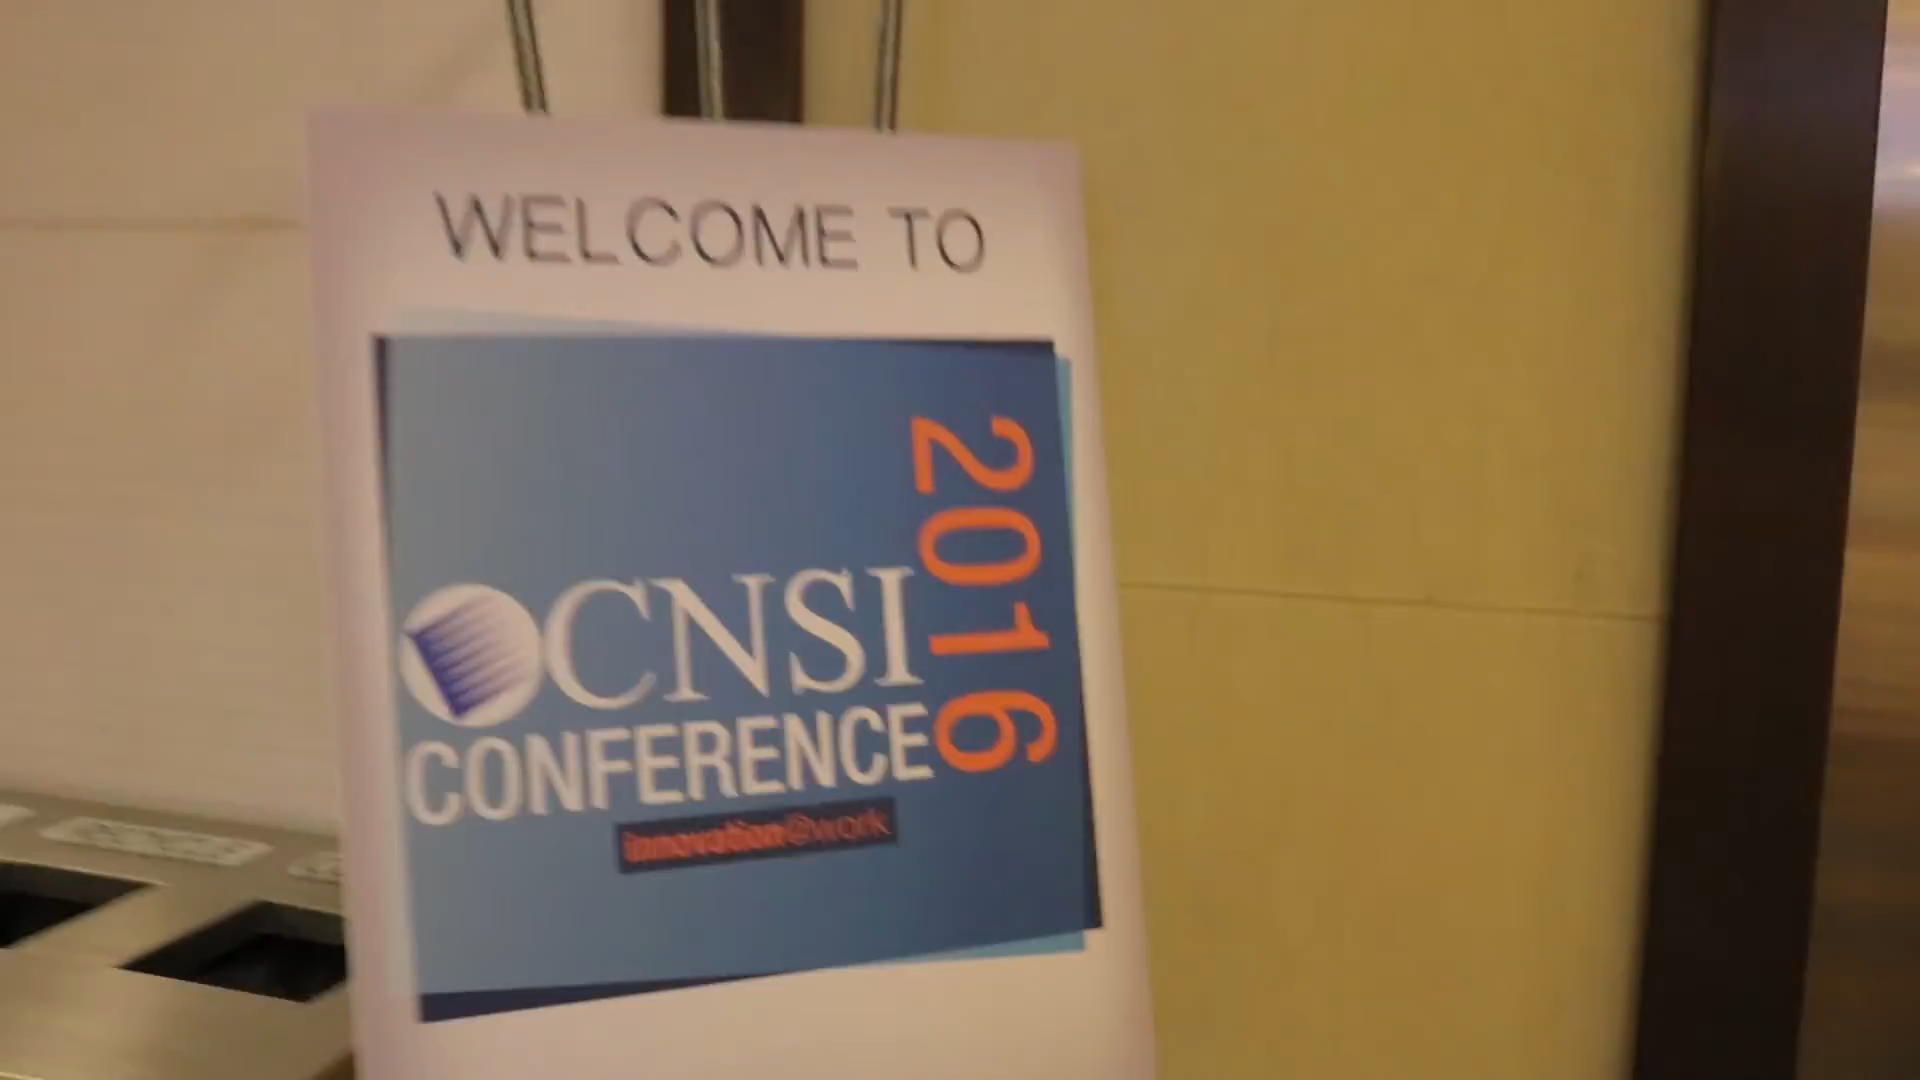 WELCOME TO
CNSI
CONFERENCE
2016
innovation@work